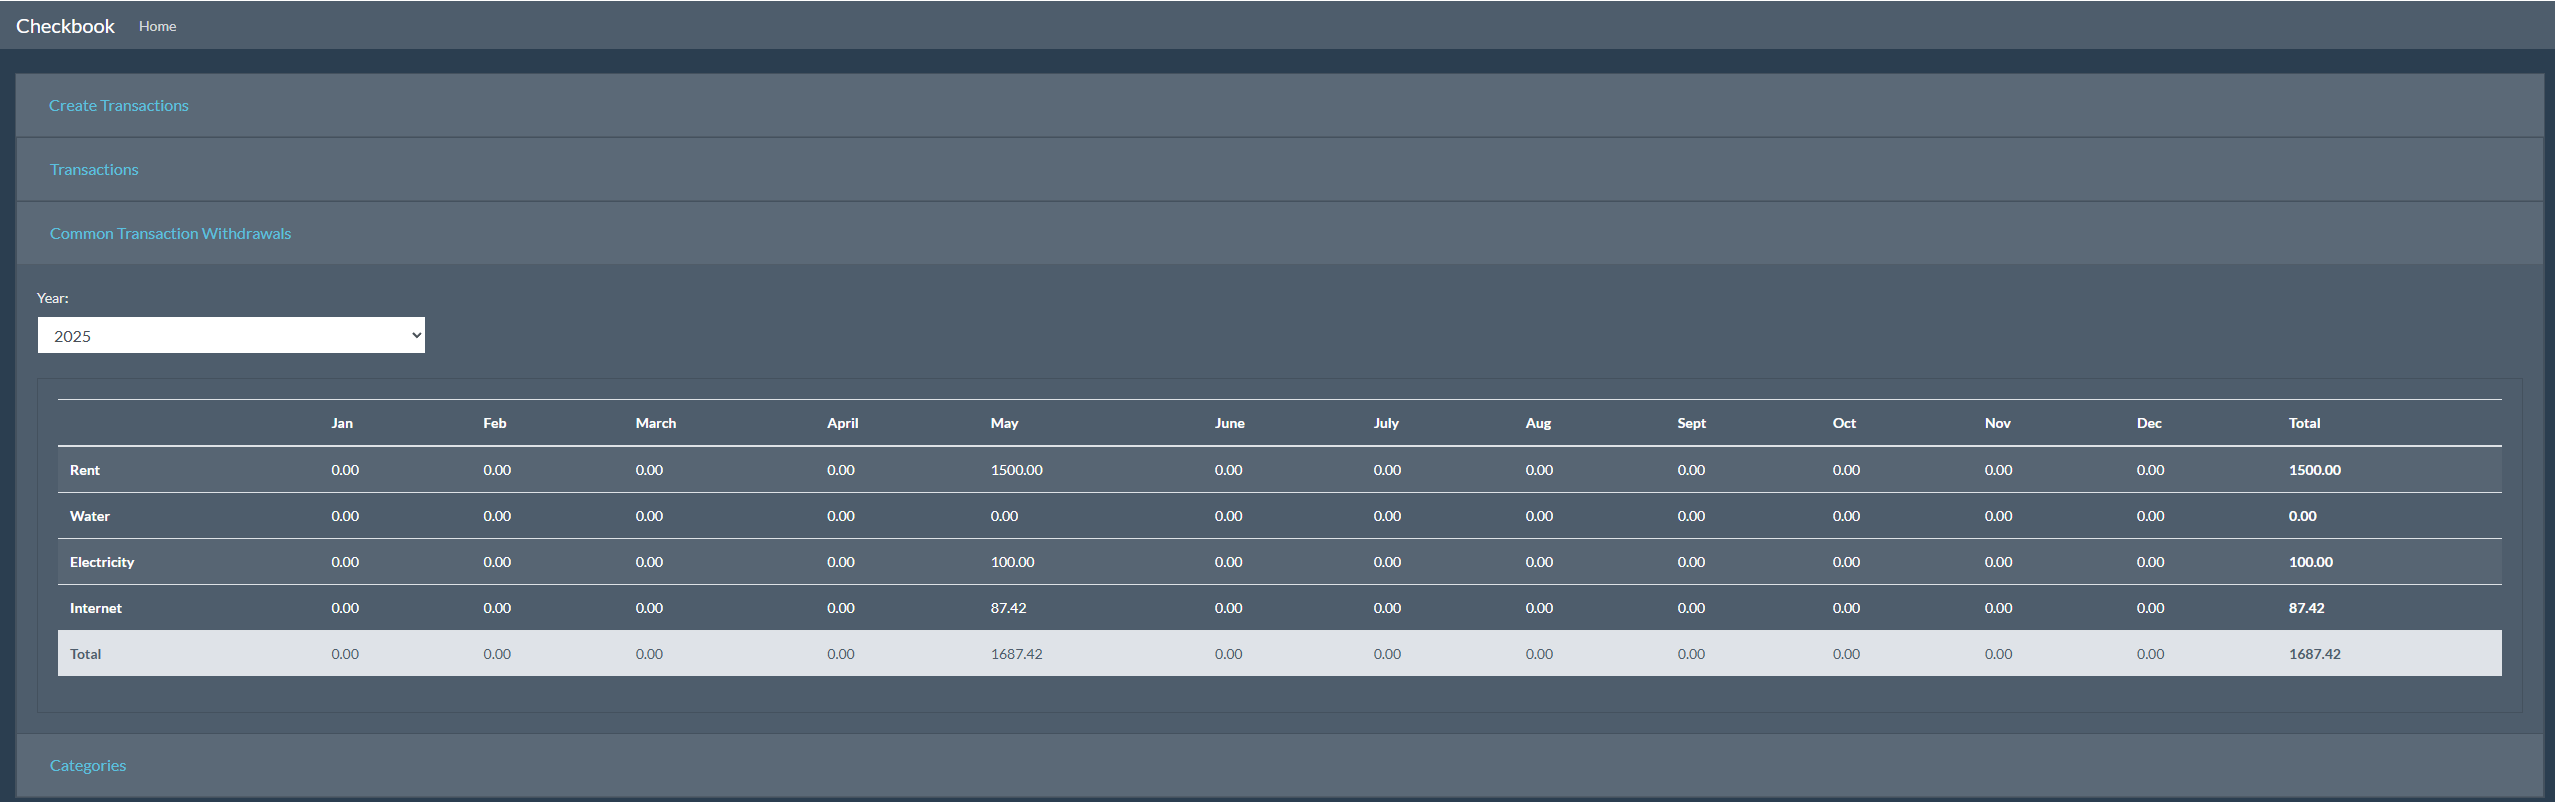 Checkbook Home
Create Transactions
Transactions
Common Transaction Withdrawals
Year:
2025
Jan Feb March April May June July Aug Sept Oct Nov Dec Total
Rent 0.00 0.00 0.00 0.00 1500.00 0.00 0.00 0.00 0.00 0.00 0.00 0.00 1500.00
Water 0.00 0.00 0.00 0.00 0.00 0.00 0.00 0.00 0.00 0.00 0.00 0.00 0.00
Electricity 0.00 0.00 0.00 0.00 100.00 0.00 0.00 0.00 0.00 0.00 0.00 0.00 100.00
Internet 0.00 0.00 0.00 0.00 87.42 0.00 0.00 0.00 0.00 0.00 0.00 0.00 87.42
Total 0.00 0.00 0.00 0.00 1687.42 0.00 0.00 0.00 0.00 0.00 0.00 0.00 1687.42
Categories